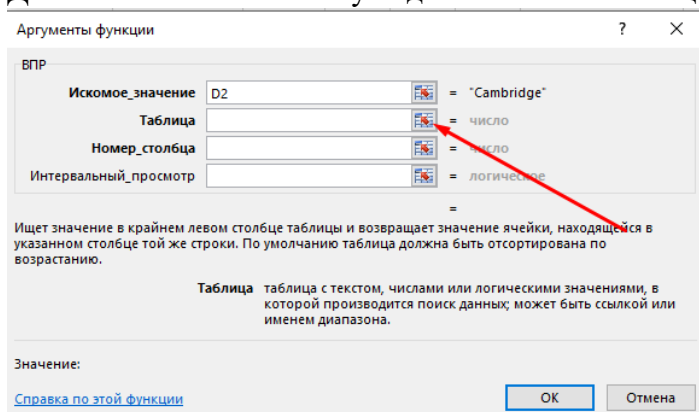 Аргументы функции ? ×
ВПР
Искомое_значение D2 = "Cambridge"
Таблица = число
Номер_столбца = число
Интервальный_просмотр = логическое
=
Ищет значение в крайнем левом столбце таблицы и возвращает значение ячейки, находящейся в
указанном столбце той же строки. По умолчанию таблица должна быть отсортирована по
возрастанию.
Таблица таблица с текстом, числами или логическими значениями, в
которой производится поиск данных; может быть ссылкой или
именем диапазона.
Значение:
Справка по этой функции ОК Отмена